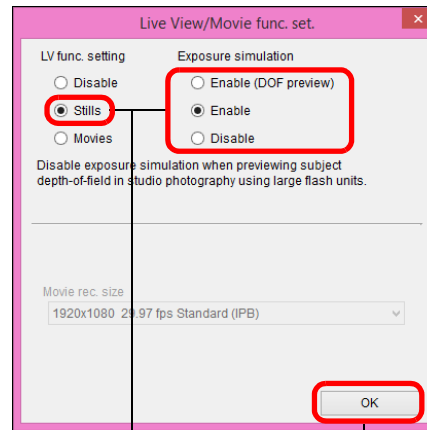 Live View/Movie func. set.
LV func. setting Exposure simulation
Disable Enable (DOF preview)
Stills Enable
Movies Disable
Disable exposure simulation when previewing subject
depth-of-field in studio photography using large flash units.
Movie rec. size
1920x1080 29.97 fps Standard (IPB)
OK